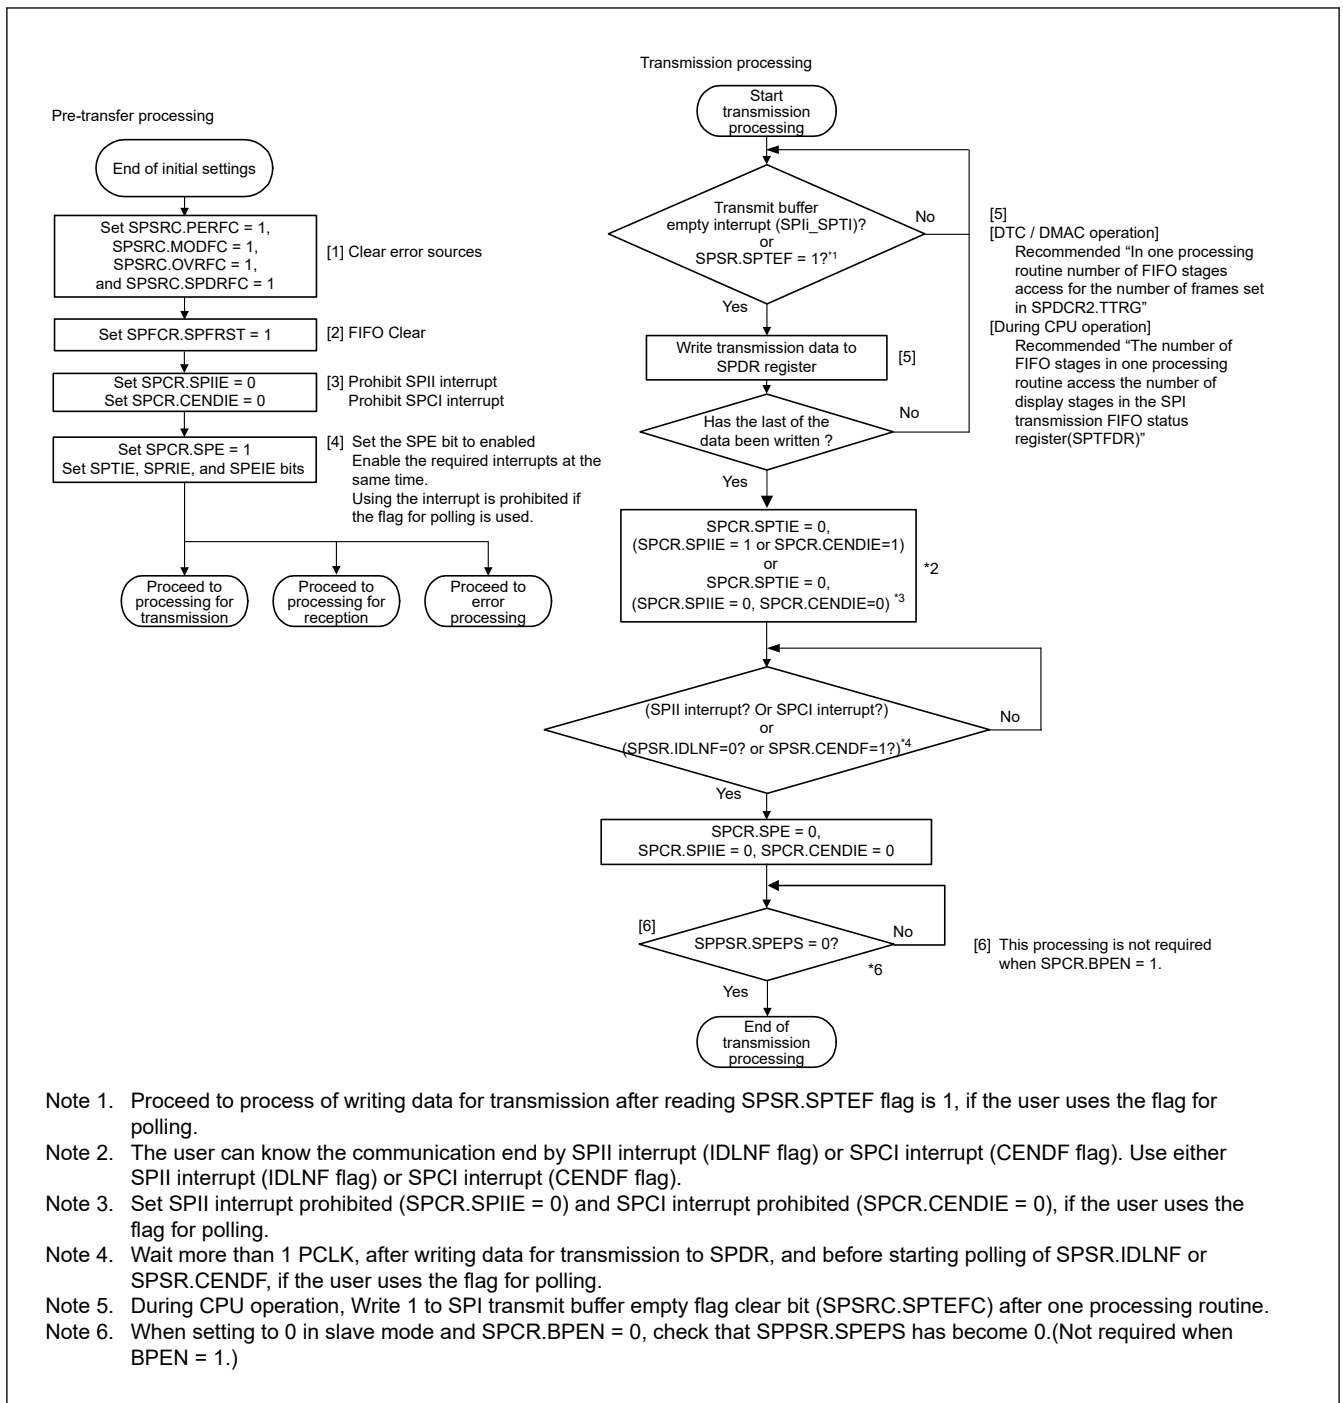 Pre-transfer processing
End of initial settings
Set SPSRC.PERFC = 1,
SPSRC.MODFC = 1,
SPSRC.OVRFC = 1,
and SPSRC.SPDRFC = 1
[1] Clear error sources
Set SPFCR.SPFRST = 1
[2] FIFO Clear
Set SPCR.SPIIE = 0
Set SPCR.CENDIE = 0
[3] Prohibit SPII interrupt
Prohibit SPCI interrupt
Set SPCR.SPE = 1
Set SPTIE, SPRIE, and SPEIE bits
[4] Set the SPE bit to enabled
Enable the required interrupts at the
same time.
Using the interrupt is prohibited if
the flag for polling is used.
Proceed to
processing for
transmission
Proceed to
processing for
reception
Proceed to
error
processing
Transmission processing
Start
transmission
processing
Transmit buffer
empty interrupt (SPIi_SPTI)?
or
SPSR.SPTEF = 1?*1
No
Yes
Write transmission data to
SPDR register
[5]
Has the last of the
data been written ?
No
Yes
[5]
[DTC / DMAC operation]
Recommended “In one processing
routine number of FIFO stages
access for the number of frames set
in SPDCR2.TTRG”
[During CPU operation]
Recommended “The number of
FIFO stages in one processing
routine access the number of
display stages in the SPI
transmission FIFO status
register(SPTFDR)”
SPCR.SPTIE = 0,
(SPCR.SPIIE = 1 or SPCR.CENDIE=1)
or
SPCR.SPTIE = 0,
(SPCR.SPIIE = 0, SPCR.CENDIE=0) *3
*2
(SPII interrupt? Or SPCI interrupt?)
or
(SPSR.IDLNF=0? or SPSR.CENDF=1?)*4
No
Yes
SPCR.SPE = 0,
SPCR.SPIIE = 0, SPCR.CENDIE = 0
[6]
SPPSR.SPEPS = 0?
No
*6
Yes
[6] This processing is not required
when SPCR.BPEN = 1.
End of
transmission
processing
Note 1. Proceed to process of writing data for transmission after reading SPSR.SPTEF flag is 1, if the user uses the flag for
polling.
Note 2. The user can know the communication end by SPII interrupt (IDLNF flag) or SPCI interrupt (CENDF flag). Use either
SPII interrupt (IDLNF flag) or SPCI interrupt (CENDF flag).
Note 3. Set SPII interrupt prohibited (SPCR.SPIIE = 0) and SPCI interrupt prohibited (SPCR.CENDIE = 0), if the user uses the
flag for polling.
Note 4. Wait more than 1 PCLK, after writing data for transmission to SPDR, and before starting polling of SPSR.IDLNF or
SPSR.CENDF, if the user uses the flag for polling.
Note 5. During CPU operation, Write 1 to SPI transmit buffer empty flag clear bit (SPSRC.SPTEFC) after one processing routine.
Note 6. When setting to 0 in slave mode and SPCR.BPEN = 0, check that SPPSR.SPEPS has become 0.(Not required when
BPEN = 1.)